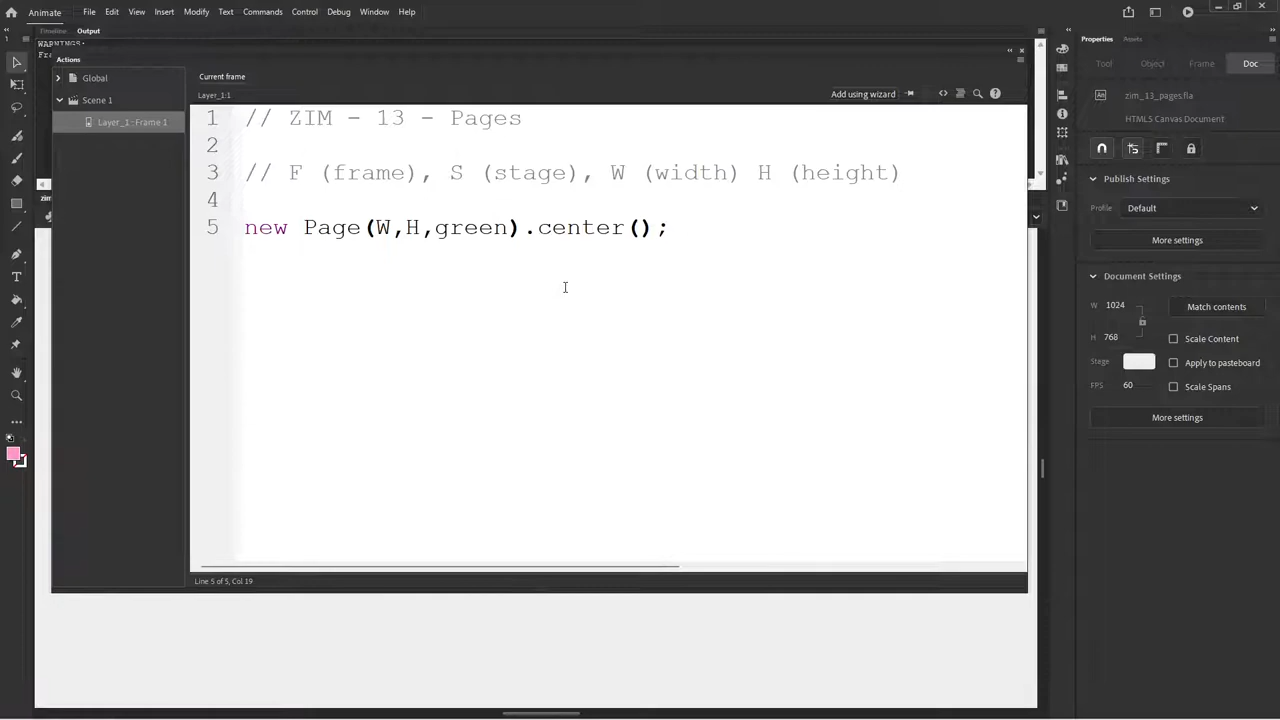 Animate File Edit View Insert Modify Text Commands Control Debug Window Help
Timeline Output
WARNINGS:
Actions
Global
Scene 1
Layer_1 - Frame 1
Current frame
Layer_1:1
Add using wizard
1 // ZIM - 13 - Pages
2
3 // F (frame), S (stage), W (width) H (height)
4
5 new Page(W,H,green).center();
Line 5 of 5, Col 19
Properties Assets
Tool Object Frame Doc
zim_13_pages.fla
HTML5 Canvas Document
Publish Settings
Profile Default
More settings
Document Settings
W 1024
Match contents
H 768
Scale Content
Stage
Apply to pasteboard
FPS 60
Scale Spans
More settings